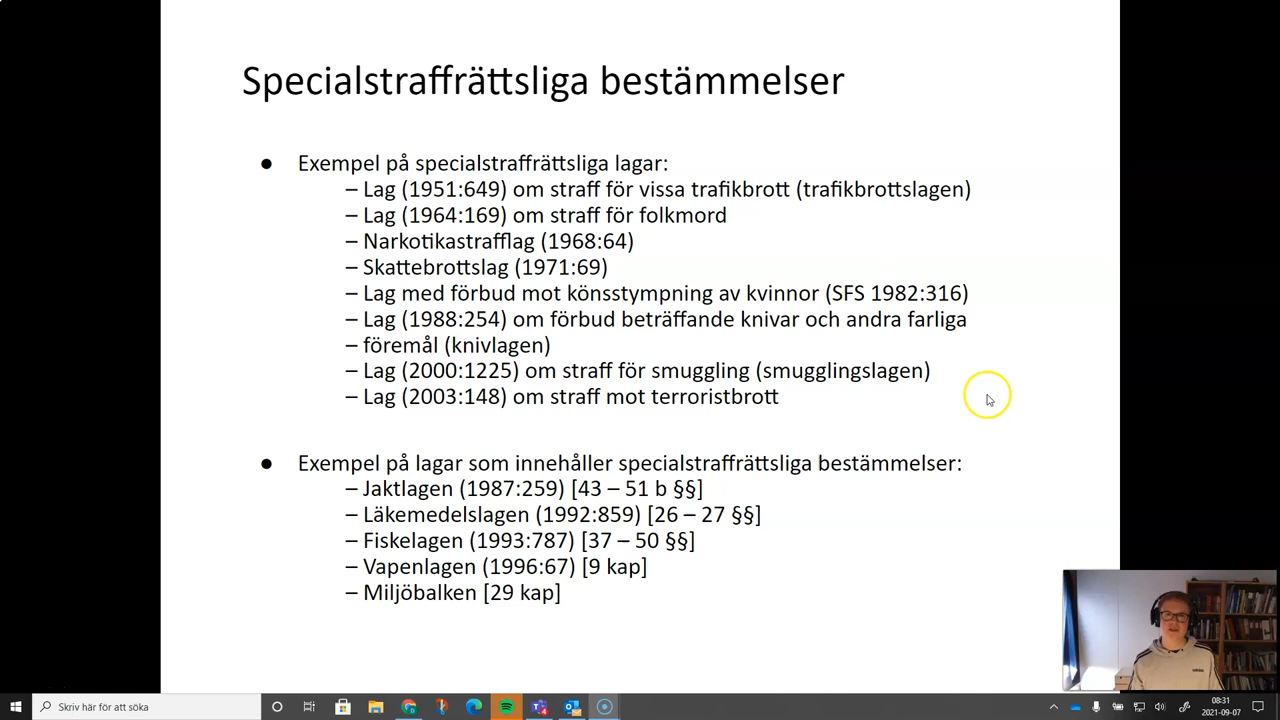 Specialstraffrättsliga bestämmelser
● Exempel på specialstraffrättsliga lagar:
– Lag (1951:649) om straff för vissa trafikbrott (trafikbrottslagen)
– Lag (1964:169) om straff för folkmord
– Narkotikastrafflag (1968:64)
– Skattebrottslag (1971:69)
– Lag med förbud mot könsstympning av kvinnor (SFS 1982:316)
– Lag (1988:254) om förbud beträffande knivar och andra farliga
– föremål (knivlagen)
– Lag (2000:1225) om straff för smuggling (smugglingslagen)
– Lag (2003:148) om straff mot terroristbrott
● Exempel på lagar som innehåller specialstraffrättsliga bestämmelser:
– Jaktlagen (1987:259) [43 – 51 b §§]
– Läkemedelslagen (1992:859) [26 – 27 §§]
– Fiskelagen (1993:787) [37 – 50 §§]
– Vapenlagen (1996:67) [9 kap]
– Miljöbalken [29 kap]
Skriv här för att söka
08:31
2021-09-07